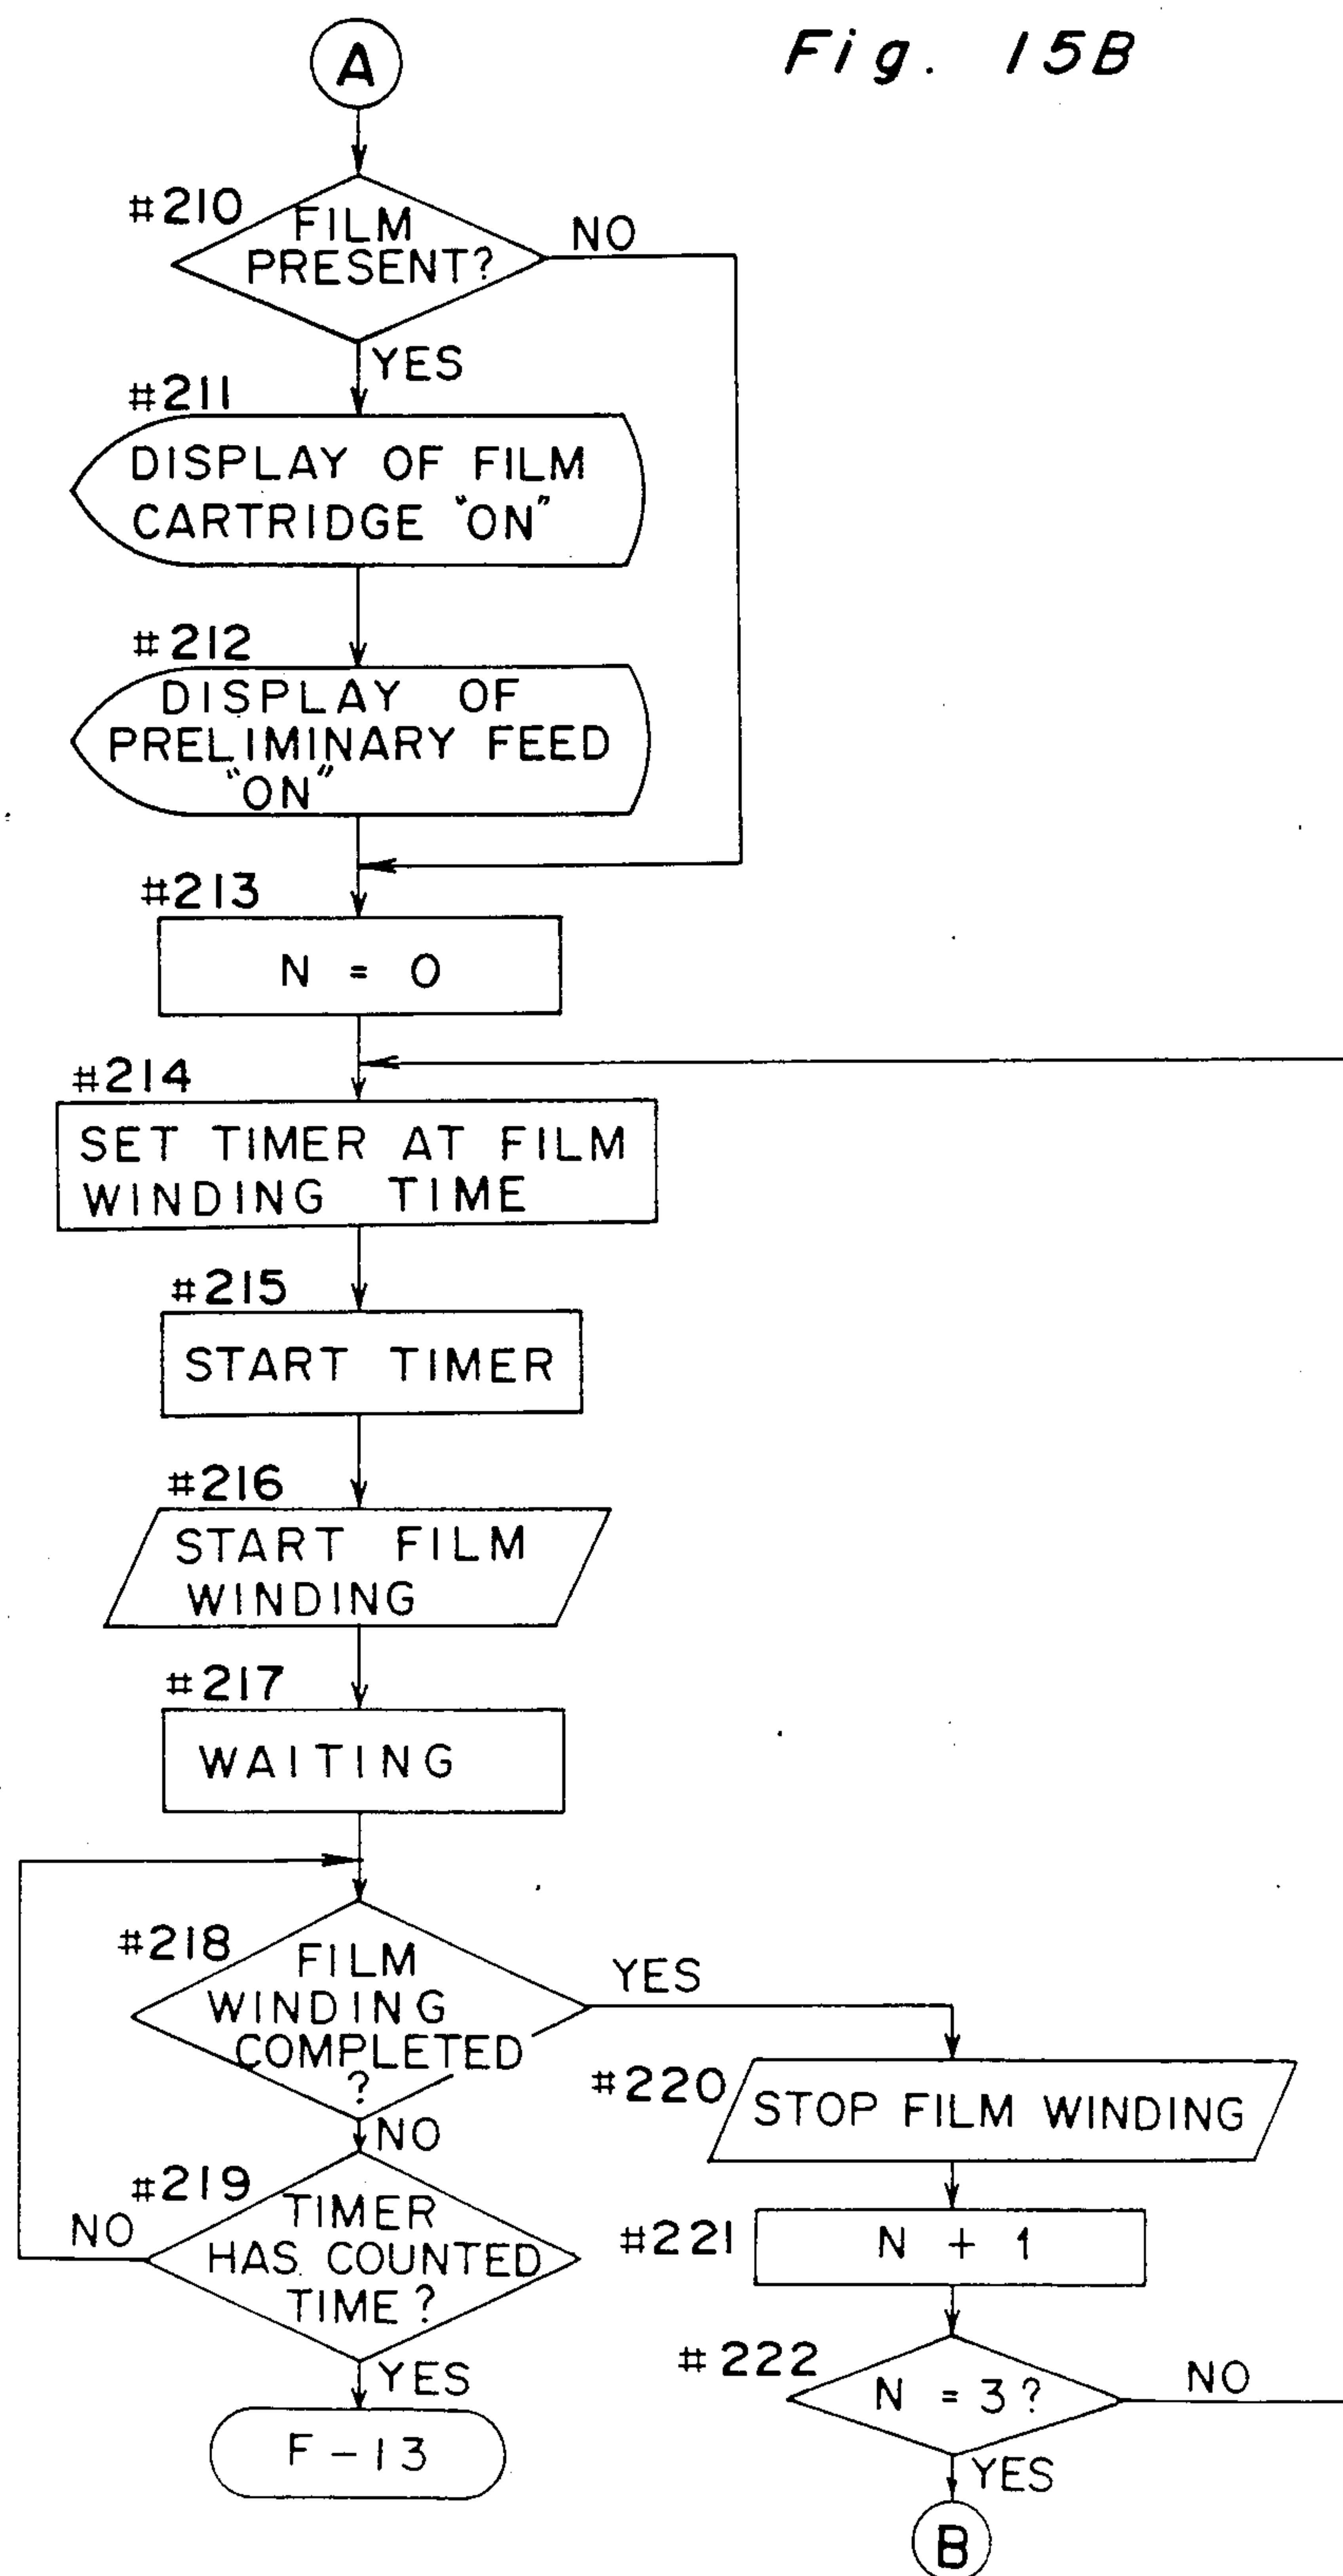 Fig. 15B
A
#210
FILM
PRESENT?
NO
YES
#211
DISPLAY OF FILM
CARTRIDGE "ON"
#212
DISPLAY OF
PRELIMINARY FEED
"ON"
#213
N = 0
#214
SET TIMER AT FILM
WINDING TIME
#215
START TIMER
#216
START FILM
WINDING
#217
WAITING
#218
FILM
WINDING
COMPLETED
?
YES
NO
#219
TIMER
HAS COUNTED
TIME?
NO
YES
F-13
#220
STOP FILM WINDING
#221
N + 1
#222
N = 3?
NO
YES
B